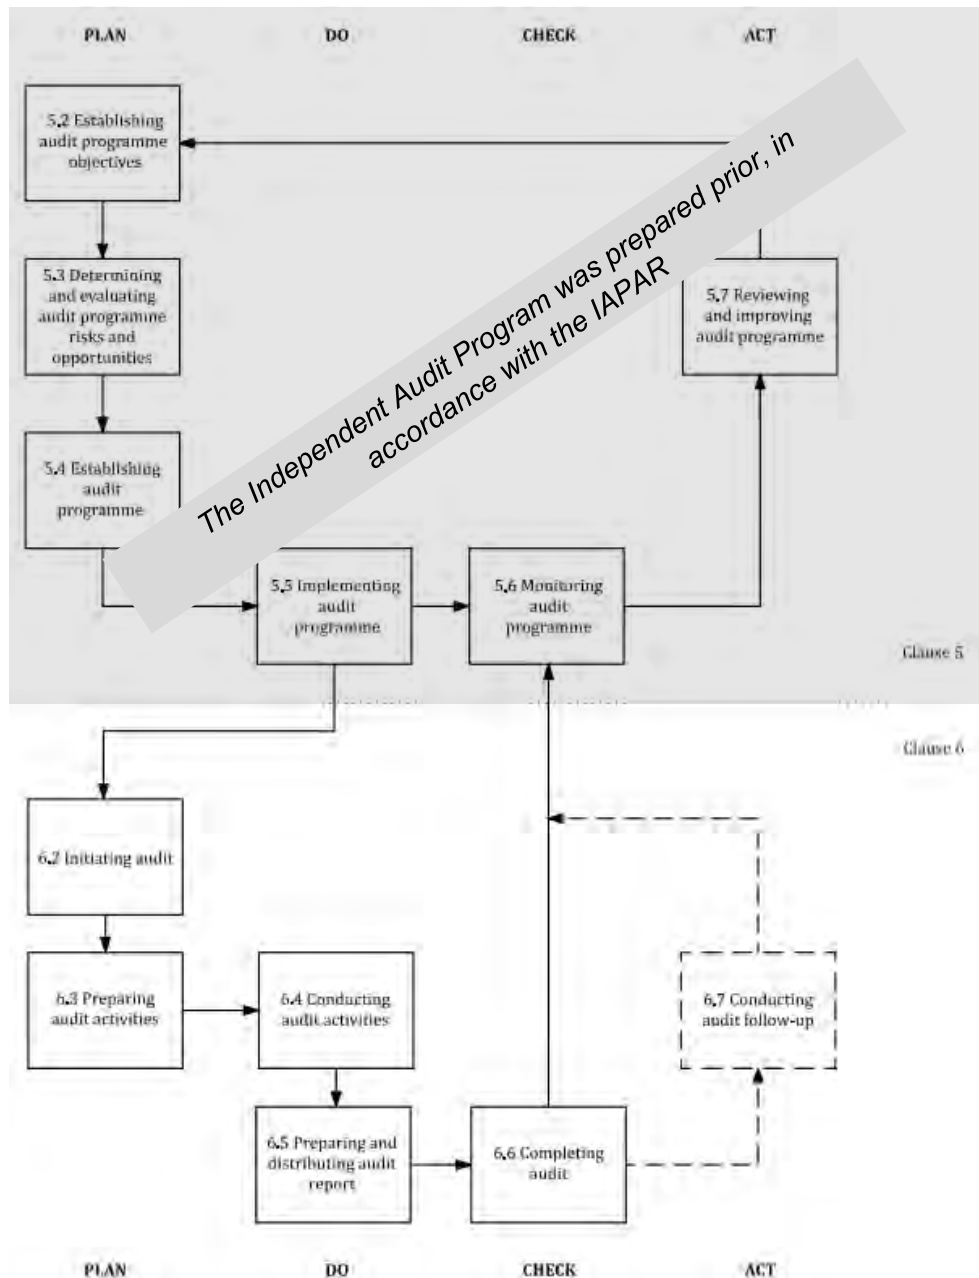 PLAN DO CHECK ACT
5.2 Establishing
audit programme
objectives
5.3 Determining
and evaluating
audit programme
risks and
opportunities
5.4 Establishing
audit
programme
The Independent Audit Program was prepared prior, in
accordance with the IAPAR
5.7 Reviewing
and improving
audit programme
5.5 Implementing
audit
programme
5.6 Monitoring
audit
programme
Clause 5
Clause 6
6.2 Initiating audit
6.3 Preparing
audit activities
6.4 Conducting
audit activities
6.7 Conducting
audit follow-up
6.5 Preparing and
distributing audit
report
6.6 Completing
audit
PLAN DO CHECK ACT